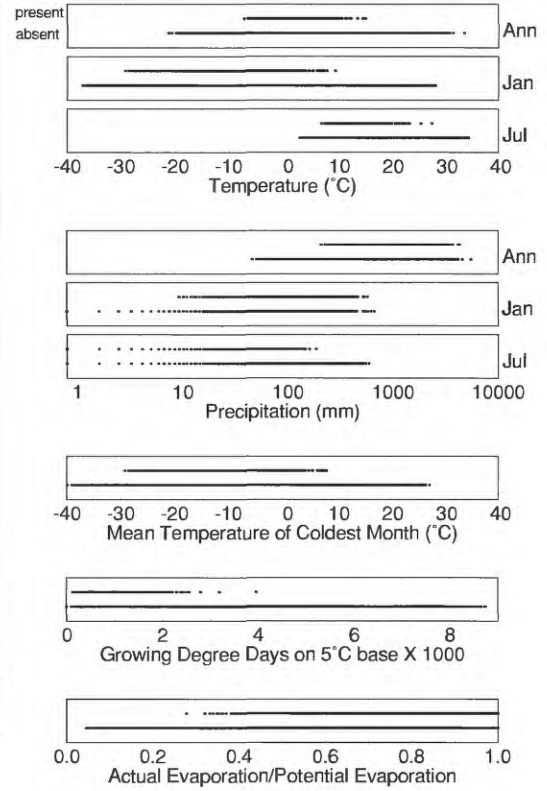 present
absent
Ann
Jan
Jul
-40 -30 -20 -10 0 10 20 30 40
Temperature (˚C)
Ann
Jan
Jul
1 10 100 1000 10000
Precipitation (mm)
-40 -30 -20 -10 0 10 20 30 40
Mean Temperature of Coldest Month (˚C)
0 2 4 6 8
Growing Degree Days on 5˚C base X 1000
0.0 0.2 0.4 0.6 0.8 1.0
Actual Evaporation/Potential Evaporation